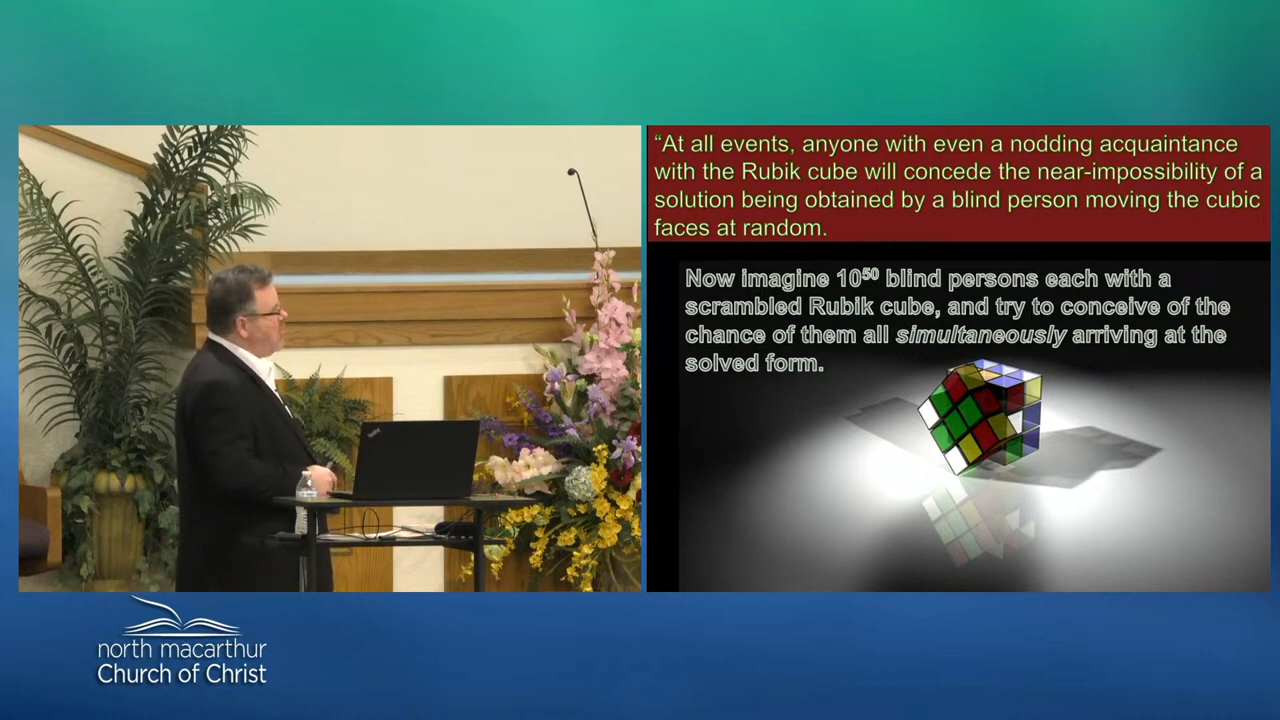 “At all events, anyone with even a nodding acquaintance
with the Rubik cube will concede the near-impossibility of a
solution being obtained by a blind person moving the cubic
faces at random.
Now imagine 10⁵⁰ blind persons each with a
scrambled Rubik cube, and try to conceive of the
chance of them all simultaneously arriving at the
solved form.
north macarthur
Church of Christ